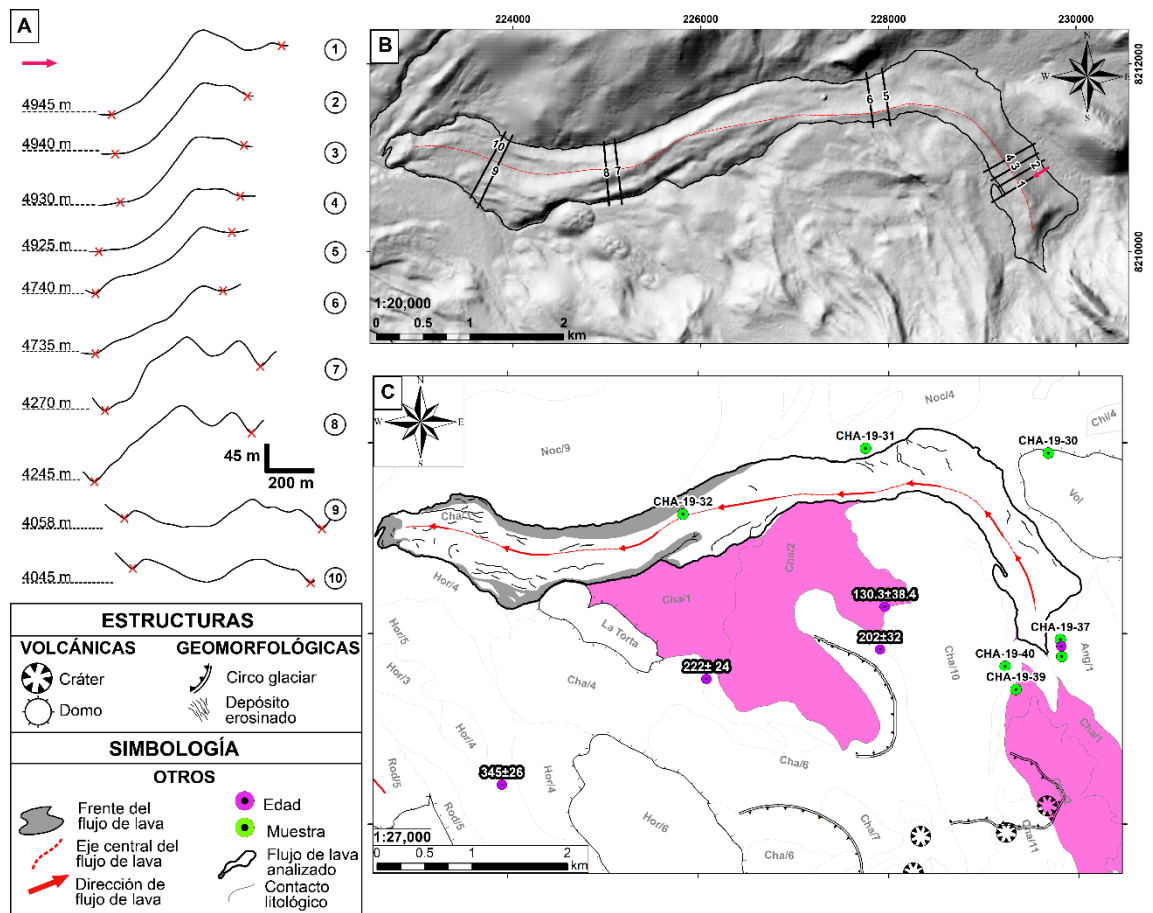 A
1
4945 m
2
4940 m
3
4930 m
4
4925 m
5
4740 m
6
4735 m
7
4270 m
8
4245 m
45 m
200 m
9
4058 m
4045 m
10
ESTRUCTURAS
VOLCÁNICAS
GEOMORFOLÓGICAS
Cráter
Circo glaciar
Domo
Depósito
erosinado
SIMBOLOGÍA
OTROS
Frente del
flujo de lava
Edad
Muestra
Eje central del
flujo de lava
Flujo de lava
analizado
Dirección de
flujo de lava
Contacto
litológico
224000
226000
228000
230000
B
N
W
E
S
8212000
8210000
6
5
10
9
8
7
4
3
2
1
1:20,000
0
0.5
1
2
km
C
N
W
E
S
Noc/4
Chi/4
Noc/9
CHA-19-31
CHA-19-30
Vol
CHA-19-32
Cha/2
Cha/1
Hor/4
130.3±38.4
La Torta
202±32
CHA-19-37
Hor/5
CHA-19-40
Ang/1
222± 24
Cha/10
CHA-19-39
Hor/3
Cha/4
Cha/1
Hor/4
Cha/6
345±26
Hor/4
Rod/5
Rod/5
Hor/6
Cha/7
Cha/11
Cha/6
1:27,000
0
0.5
1
2
km